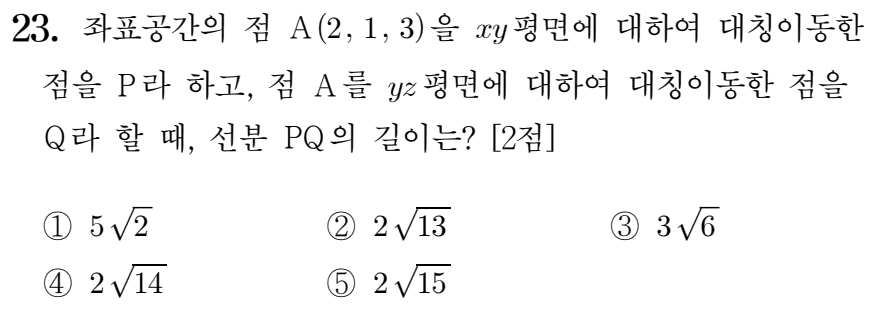 23. 좌표공간의 점 A(2, 1, 3)을 xy평면에 대하여 대칭이동한
점을 P라 하고, 점 A를 yz평면에 대하여 대칭이동한 점을
Q라 할 때, 선분 PQ의 길이는? [2점]
① 5√2 ② 2√13 ③ 3√6
④ 2√14 ⑤ 2√15